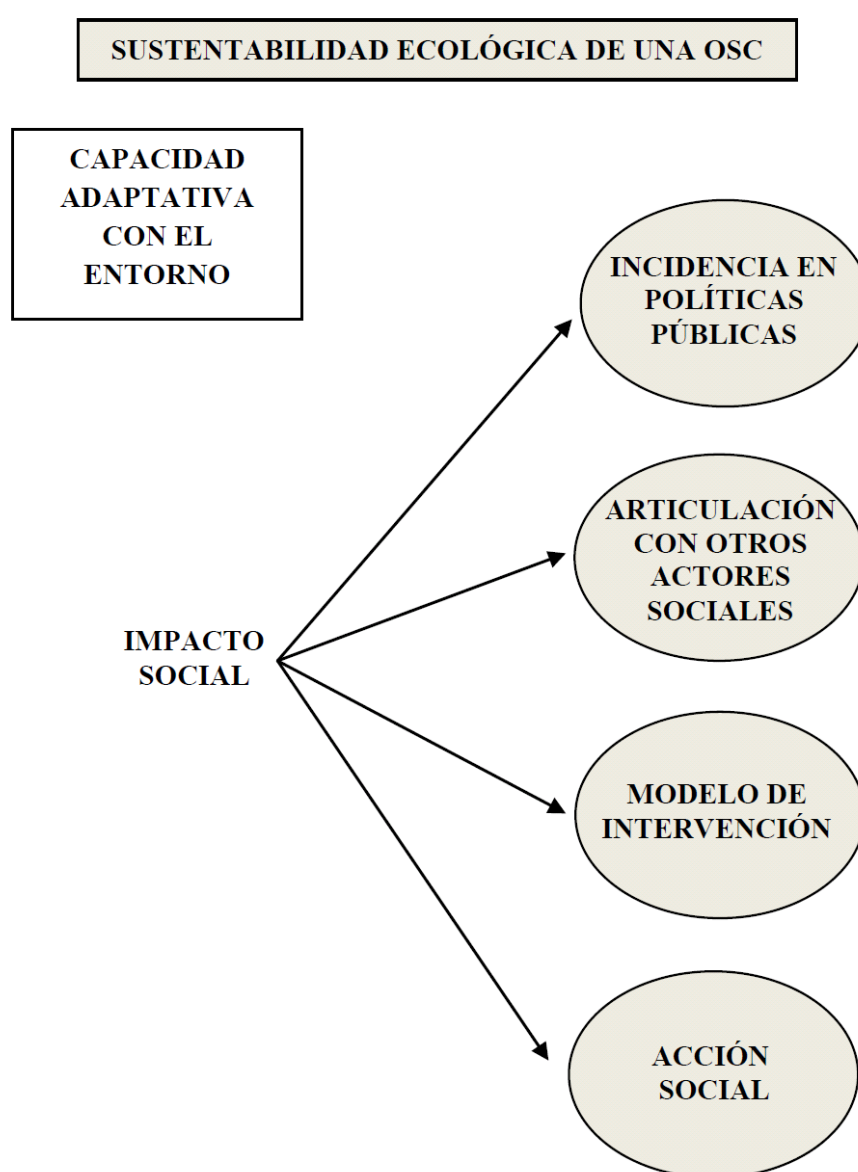 SUSTENTABILIDAD ECOLÓGICA DE UNA OSC
CAPACIDAD
ADAPTATIVA
CON EL
ENTORNO
INCIDENCIA EN
POLÍTICAS
PÚBLICAS
ARTICULACIÓN
CON OTROS
ACTORES
SOCIALES
IMPACTO
SOCIAL
MODELO DE
INTERVENCIÓN
ACCIÓN
SOCIAL